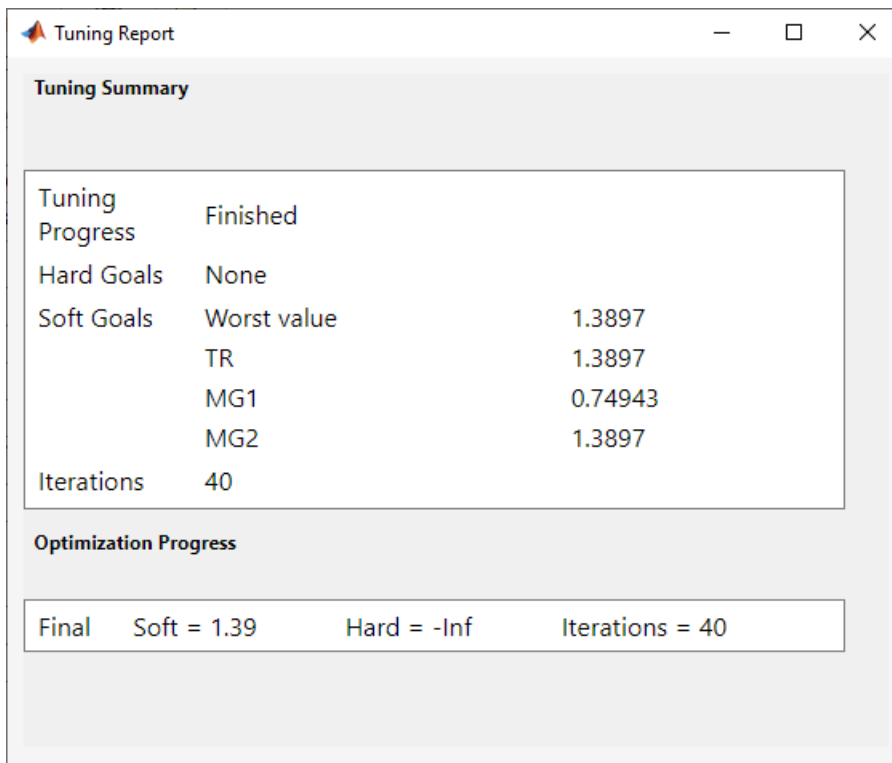 Tuning Report
Tuning Summary
Tuning
Progress
Finished
Hard Goals None
Soft Goals Worst value 1.3897
TR 1.3897
MG1 0.74943
MG2 1.3897
Iterations 40
Optimization Progress
Final Soft = 1.39 Hard = -Inf Iterations = 40